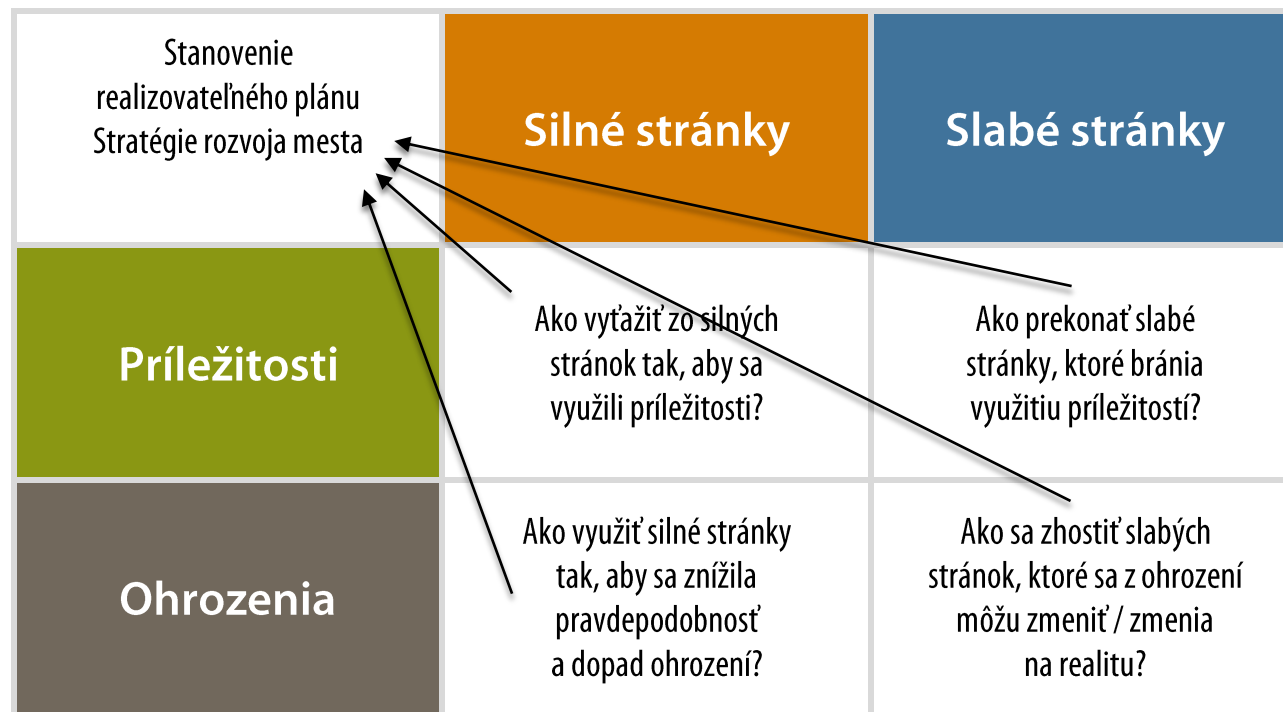 Stanovenie
realizovateľného plánu
Stratégie rozvoja mesta
Silné stránky
Slabé stránky
Príležitosti
Ako vyťažiť zo silných
stránok tak, aby sa
využili príležitosti?
Ako prekonať slabé
stránky, ktoré bránia
využitiu príležitostí?
Ohrozenia
Ako využiť silné stránky
tak, aby sa znížila
pravdepodobnosť
a dopad ohrození?
Ako sa zhostiť slabých
stránok, ktoré sa z ohrození
môžu zmeniť / zmenia
na realitu?